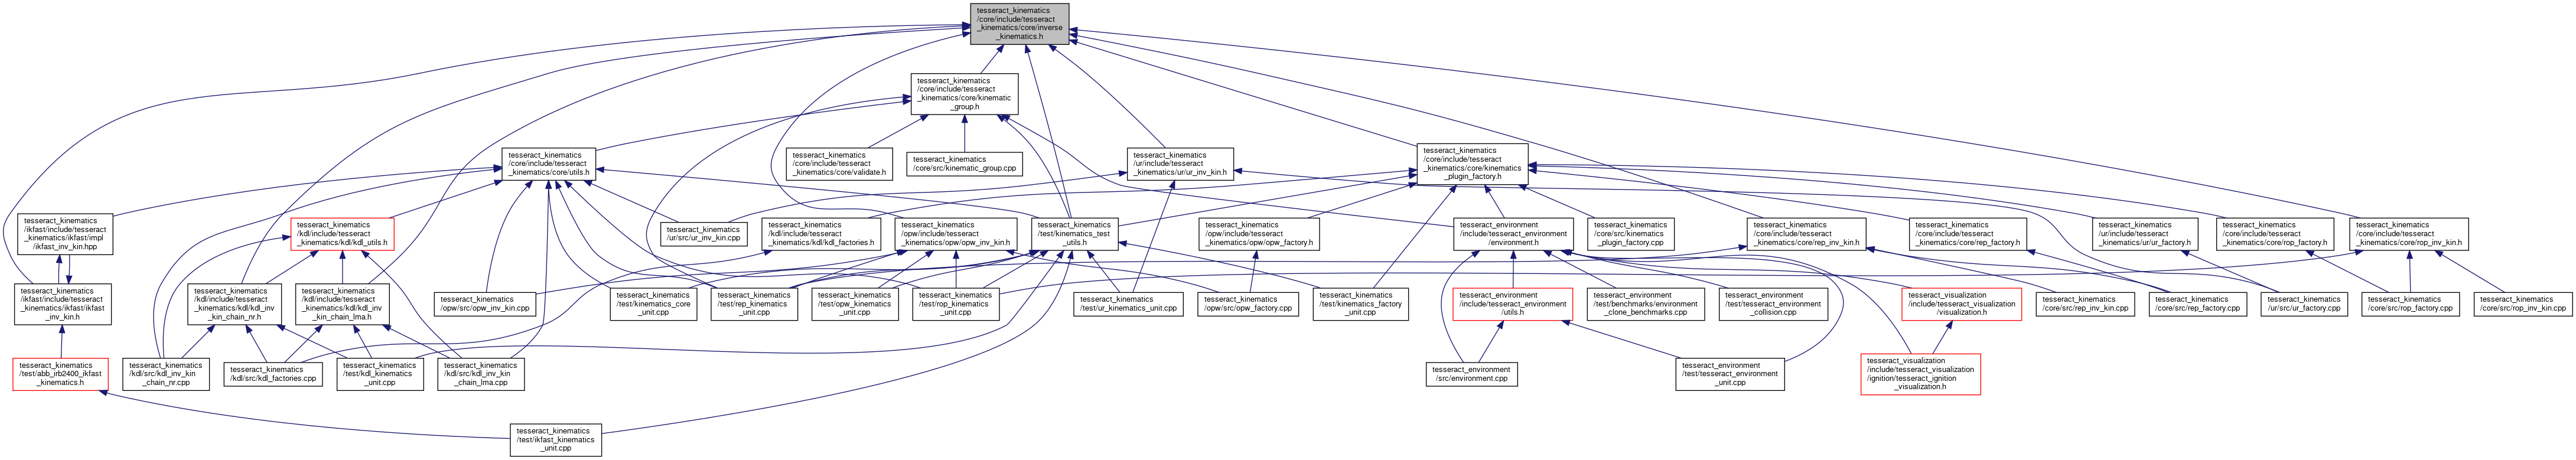 tesseract_kinematics
/core/include/tesseract
_kinematics/core/inverse
_kinematics.h
tesseract_kinematics
/core/include/tesseract
_kinematics/core/kinematic
_group.h
tesseract_kinematics
/core/include/tesseract
_kinematics/core/utils.h
tesseract_kinematics
/core/include/tesseract
_kinematics/core/validate.h
tesseract_kinematics
/core/src/kinematic_group.cpp
tesseract_kinematics
/ur/include/tesseract
_kinematics/ur/ur_inv_kin.h
tesseract_kinematics
/core/include/tesseract
_kinematics/core/kinematics
_plugin_factory.h
tesseract_kinematics
/ikfast/include/tesseract
_kinematics/ikfast/impl
/ikfast_inv_kin.hpp
tesseract_kinematics
/kdl/include/tesseract
_kinematics/kdl/kdl_utils.h
tesseract_kinematics
/ur/src/ur_inv_kin.cpp
tesseract_kinematics
/kdl/include/tesseract
_kinematics/kdl/kdl_factories.h
tesseract_kinematics
/opw/include/tesseract
_kinematics/opw/opw_inv_kin.h
tesseract_kinematics
/test/kinematics_test
_utils.h
tesseract_kinematics
/opw/include/tesseract
_kinematics/opw/opw_factory.h
tesseract_environment
/include/tesseract_environment
/environment.h
tesseract_kinematics
/core/src/kinematics
_plugin_factory.cpp
tesseract_kinematics
/core/include/tesseract
_kinematics/core/rep_inv_kin.h
tesseract_kinematics
/core/include/tesseract
_kinematics/core/rep_factory.h
tesseract_kinematics
/ur/include/tesseract
_kinematics/ur/ur_factory.h
tesseract_kinematics
/core/include/tesseract
_kinematics/core/rop_factory.h
tesseract_kinematics
/core/include/tesseract
_kinematics/core/rop_inv_kin.h
tesseract_kinematics
/ikfast/include/tesseract
_kinematics/ikfast/ikfast
_inv_kin.h
tesseract_kinematics
/kdl/include/tesseract
_kinematics/kdl/kdl_inv
_kin_chain_nr.h
tesseract_kinematics
/kdl/include/tesseract
_kinematics/kdl/kdl_inv
_kin_chain_lma.h
tesseract_kinematics
/opw/src/opw_inv_kin.cpp
tesseract_kinematics
/test/kinematics_core
_unit.cpp
tesseract_kinematics
/test/rep_kinematics
_unit.cpp
tesseract_kinematics
/test/opw_kinematics
_unit.cpp
tesseract_kinematics
/test/rop_kinematics
_unit.cpp
tesseract_kinematics
/test/ur_kinematics_unit.cpp
tesseract_kinematics
/opw/src/opw_factory.cpp
tesseract_kinematics
/test/kinematics_factory
_unit.cpp
tesseract_environment
/include/tesseract_environment
/utils.h
tesseract_environment
/test/benchmarks/environment
_clone_benchmarks.cpp
tesseract_environment
/test/tesseract_environment
_collision.cpp
tesseract_visualization
/include/tesseract_visualization
/visualization.h
tesseract_kinematics
/core/src/rep_inv_kin.cpp
tesseract_kinematics
/core/src/rep_factory.cpp
tesseract_kinematics
/ur/src/ur_factory.cpp
tesseract_kinematics
/core/src/rop_factory.cpp
tesseract_kinematics
/core/src/rop_inv_kin.cpp
tesseract_kinematics
/test/abb_irb2400_ikfast
_kinematics.h
tesseract_kinematics
/kdl/src/kdl_inv_kin
_chain_nr.cpp
tesseract_kinematics
/kdl/src/kdl_factories.cpp
tesseract_kinematics
/test/kdl_kinematics
_unit.cpp
tesseract_kinematics
/kdl/src/kdl_inv_kin
_chain_lma.cpp
tesseract_environment
/src/environment.cpp
tesseract_environment
/test/tesseract_environment
_unit.cpp
tesseract_visualization
/include/tesseract_visualization
/ignition/tesseract_ignition
_visualization.h
tesseract_kinematics
/test/ikfast_kinematics
_unit.cpp